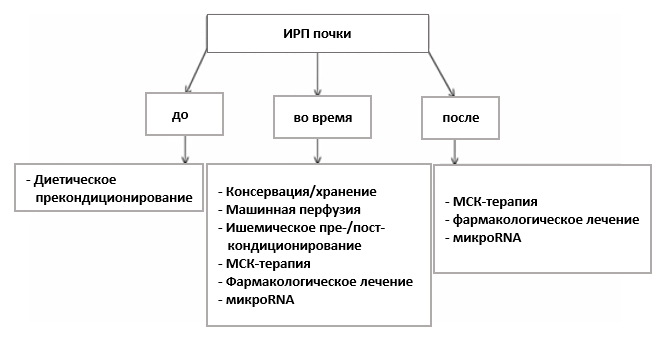 ИРП почки
до
во время
после
- Диетическое
прекондиционирование
- Консервация/хранение
- Машинная перфузия
- Ишемическое пре-/пост-
кондиционирование
- МСК-терапия
- Фармакологическое лечение
- микроRNA
- МСК-терапия
- фармакологическое лечение
- микроRNA